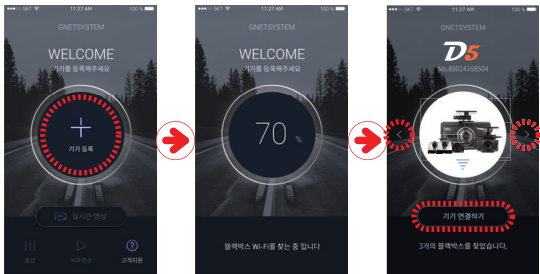 SKT 11:27 AM 100 %
GNETSYSTEM
WELCOME
기기를 등록해주세요
기기 등록
실시간 영상
설정
녹화영상
고객지원
SKT 11:27 AM 100 %
GNETSYSTEM
WELCOME
기기를 등록해주세요
70 %
블랙박스 Wi-Fi를 찾는 중 입니다
SKT 11:27 AM 100 %
GNETSYSTEM
D5
No.88014168504
기기 연결하기
3개의 블랙박스를 찾았습니다.